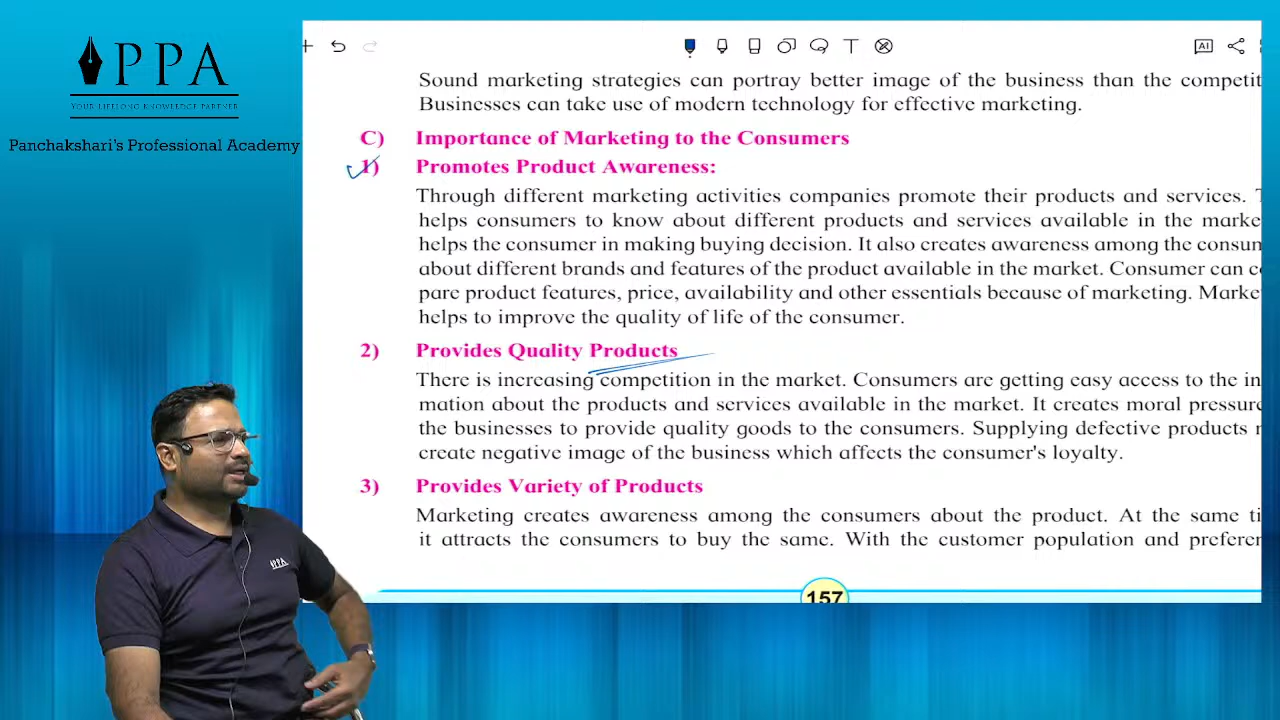 PPA
YOUR LIFELONG KNOWLEDGE PARTNER
Panchakshari's Professional Academy
T
AI
Sound marketing strategies can portray better image of the business than the competit
Businesses can take use of modern technology for effective marketing.
C) Importance of Marketing to the Consumers
1) Promotes Product Awareness:
Through different marketing activities companies promote their products and services. T
helps consumers to know about different products and services available in the marke
helps the consumer in making buying decision. It also creates awareness among the consum
about different brands and features of the product available in the market. Consumer can co
pare product features, price, availability and other essentials because of marketing. Marke
helps to improve the quality of life of the consumer.
2) Provides Quality Products
There is increasing competition in the market. Consumers are getting easy access to the in
mation about the products and services available in the market. It creates moral pressure
the businesses to provide quality goods to the consumers. Supplying defective products
create negative image of the business which affects the consumer's loyalty.
3) Provides Variety of Products
Marketing creates awareness among the consumers about the product. At the same ti
it attracts the consumers to buy the same. With the customer population and preferen
157
PPA